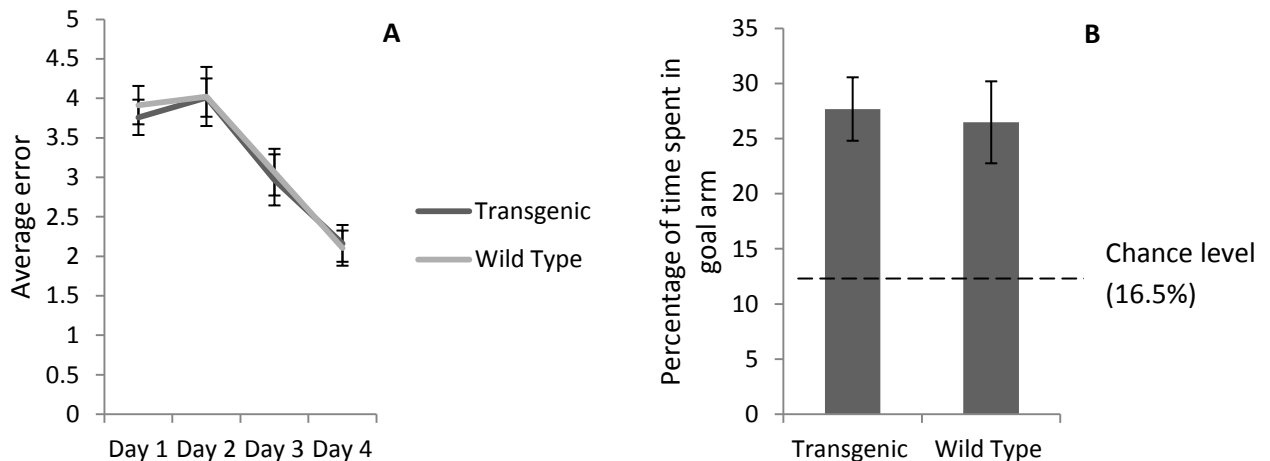 A
Average error
5
4.5
4
3.5
3
2.5
2
1.5
1
0.5
0
Day 1 Day 2 Day 3 Day 4
Transgenic
Wild Type
B
Percentage of time spent in
goal arm
35
30
25
20
15
10
5
0
Transgenic Wild Type
Chance level
(16.5%)